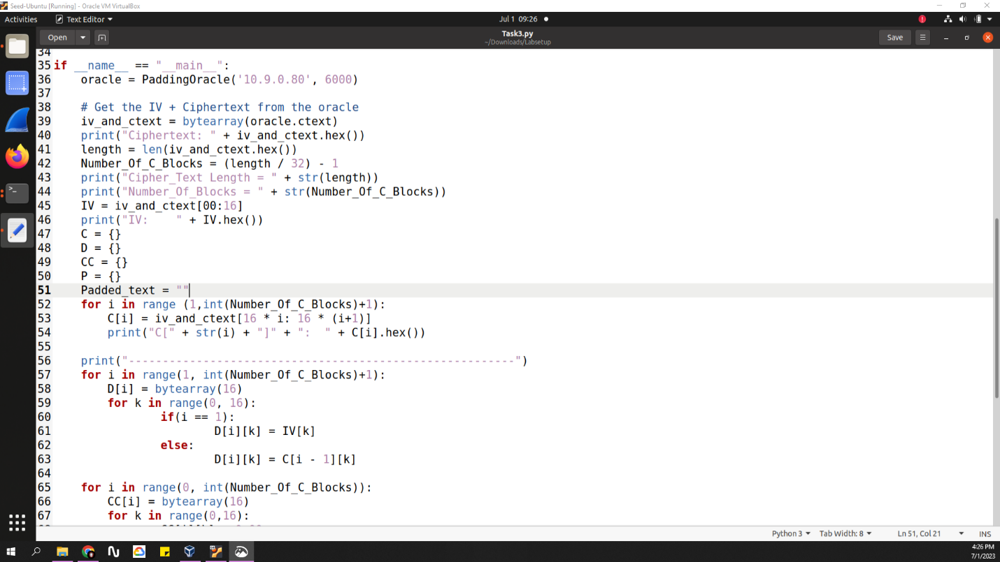 Seed-Ubuntu [Running] - Oracle VM VirtualBox
Activities Text Editor Jul 1 09:26
Open Task3.py Save
~/Downloads/Labsetup
34
35 if __name__ == "__main__":
36 oracle = PaddingOracle('10.9.0.80', 6000)
37
38 # Get the IV + Ciphertext from the oracle
39 iv_and_ctext = bytearray(oracle.ctext)
40 print("Ciphertext: " + iv_and_ctext.hex())
41 length = len(iv_and_ctext.hex())
42 Number_Of_C_Blocks = (length / 32) - 1
43 print("Cipher_Text Length = " + str(length))
44 print("Number_Of_Blocks = " + str(Number_Of_C_Blocks))
45 IV = iv_and_ctext[00:16]
46 print("IV:    " + IV.hex())
47 C = {}
48 D = {}
49 CC = {}
50 P = {}
51 Padded_text = ""
52 for i in range (1,int(Number_Of_C_Blocks)+1):
53 C[i] = iv_and_ctext[16 * i: 16 * (i+1)]
54 print("C[" + str(i) + "]" + ":  " + C[i].hex())
55
56 print("---------------------------------------------------------")
57 for i in range(1, int(Number_Of_C_Blocks)+1):
58 D[i] = bytearray(16)
59 for k in range(0, 16):
60 if(i == 1):
61 D[i][k] = IV[k]
62 else:
63 D[i][k] = C[i - 1][k]
64
65 for i in range(0, int(Number_Of_C_Blocks)):
66 CC[i] = bytearray(16)
67 for k in range(0,16):
Python 3 Tab Width: 8 Ln 51, Col 21 INS
4:26 PM
7/1/2023